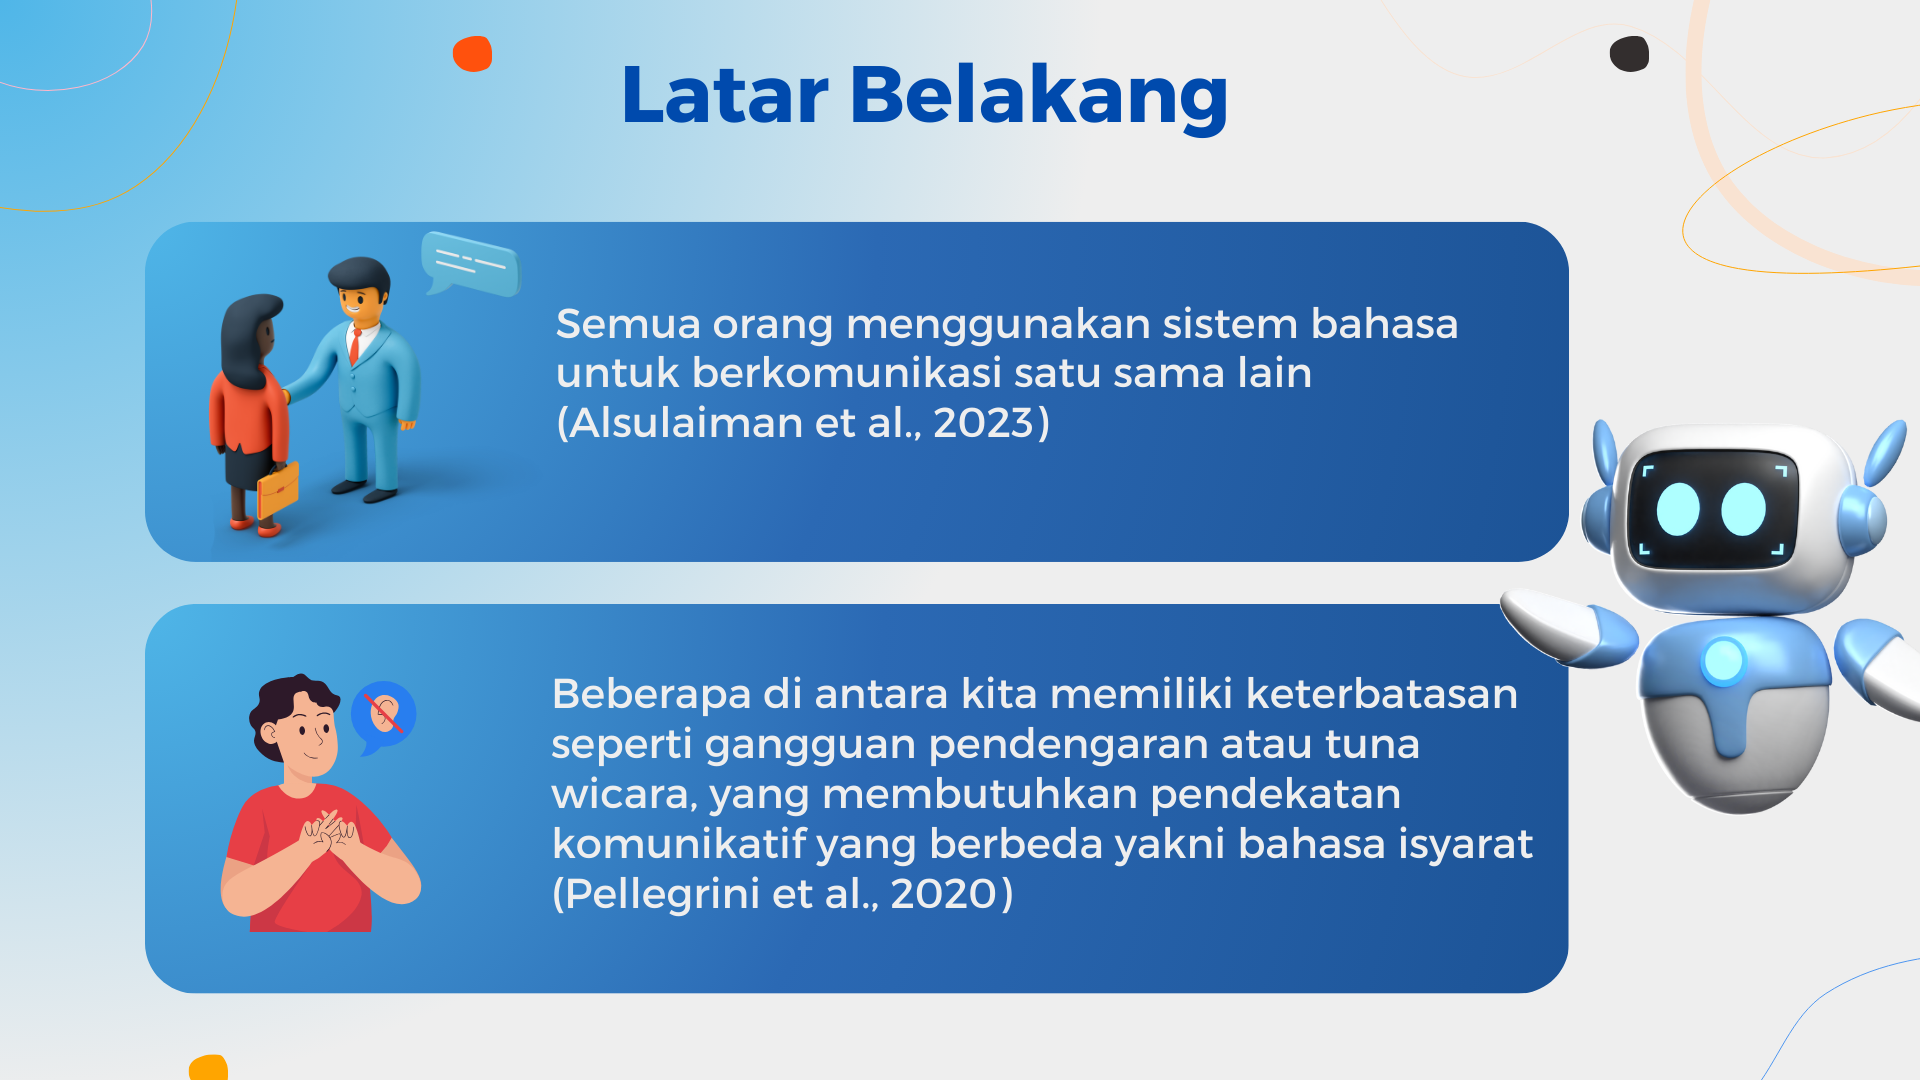 Latar Belakang
Semua orang menggunakan sistem bahasa
untuk berkomunikasi satu sama lain
(Alsulaiman et al., 2023)
Beberapa di antara kita memiliki keterbatasan
seperti gangguan pendengaran atau tuna
wicara, yang membutuhkan pendekatan
komunikatif yang berbeda yakni bahasa isyarat
(Pellegrini et al., 2020)